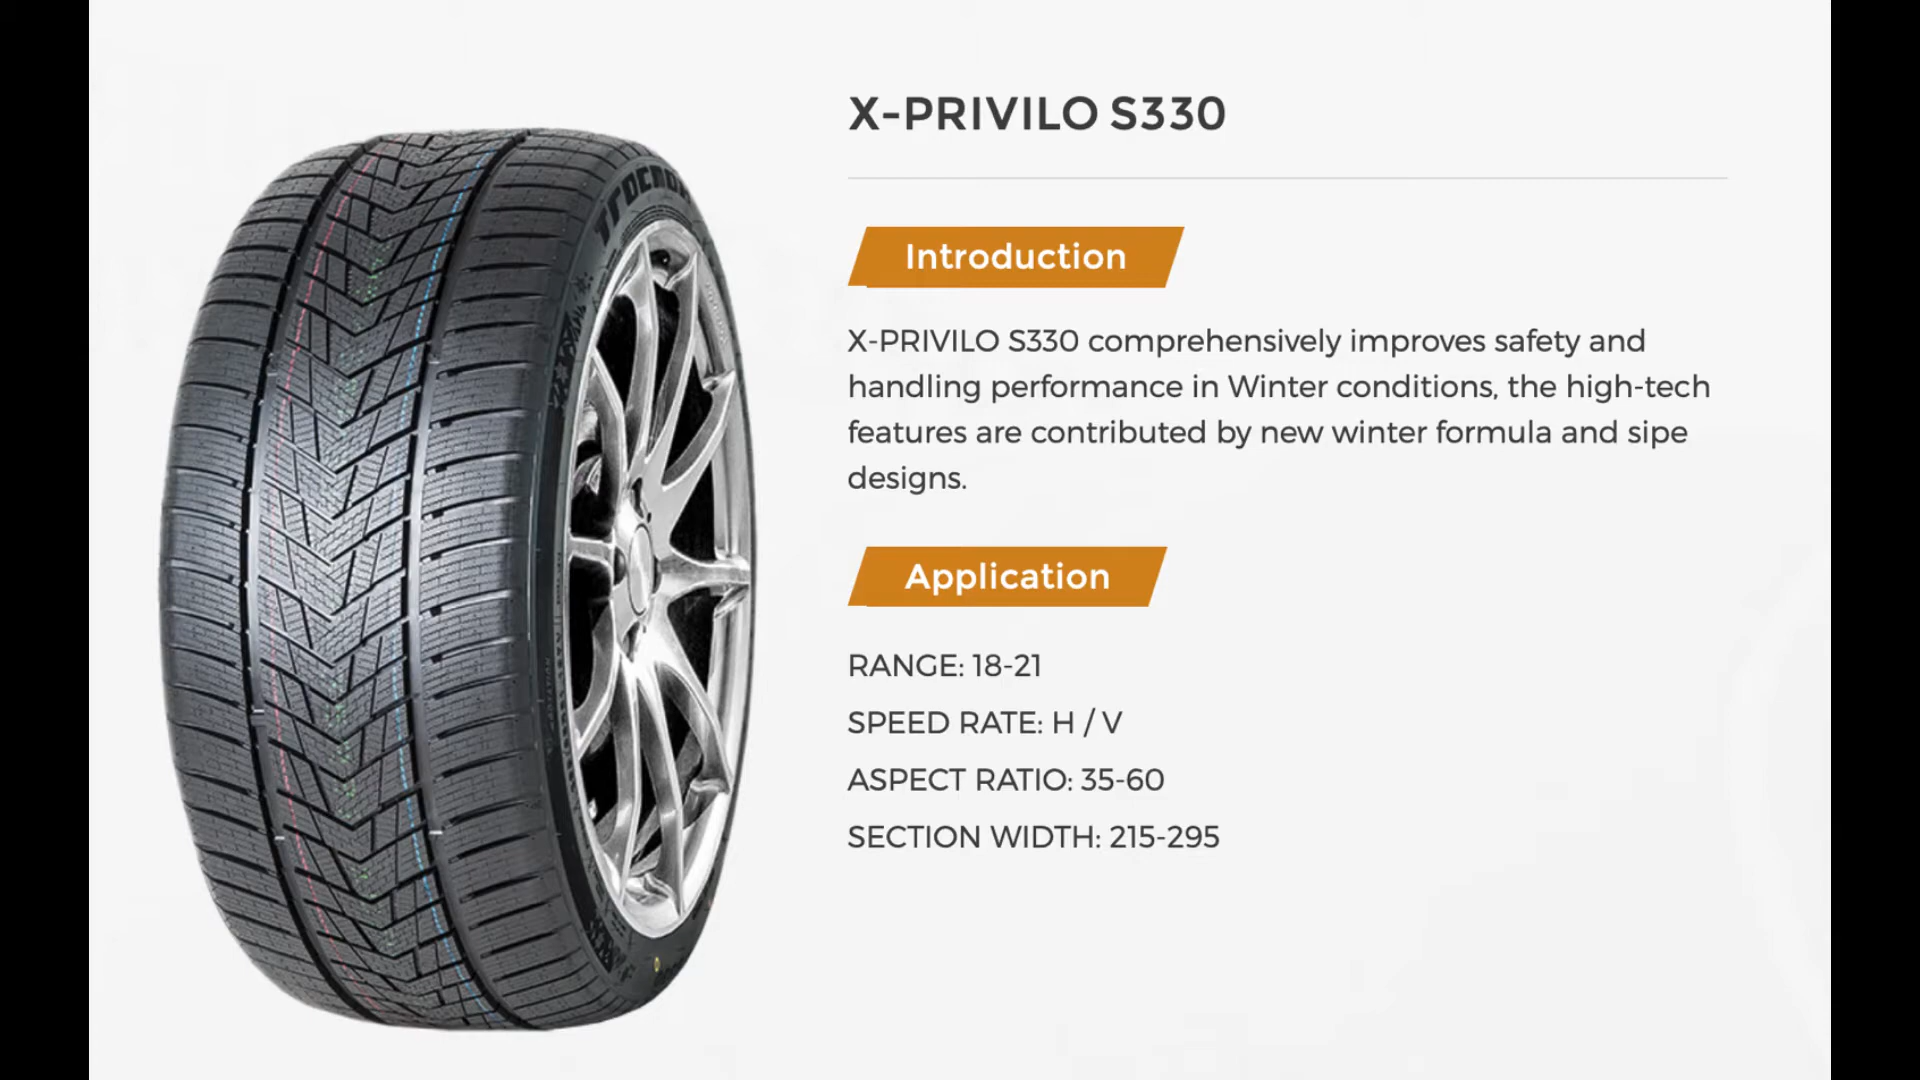 X-PRIVILO S330
Introduction
X-PRIVILO S330 comprehensively improves safety and
handling performance in Winter conditions, the high-tech
features are contributed by new winter formula and sipe
designs.
Application
RANGE: 18-21
SPEED RATE: H / V
ASPECT RATIO: 35-60
SECTION WIDTH: 215-295